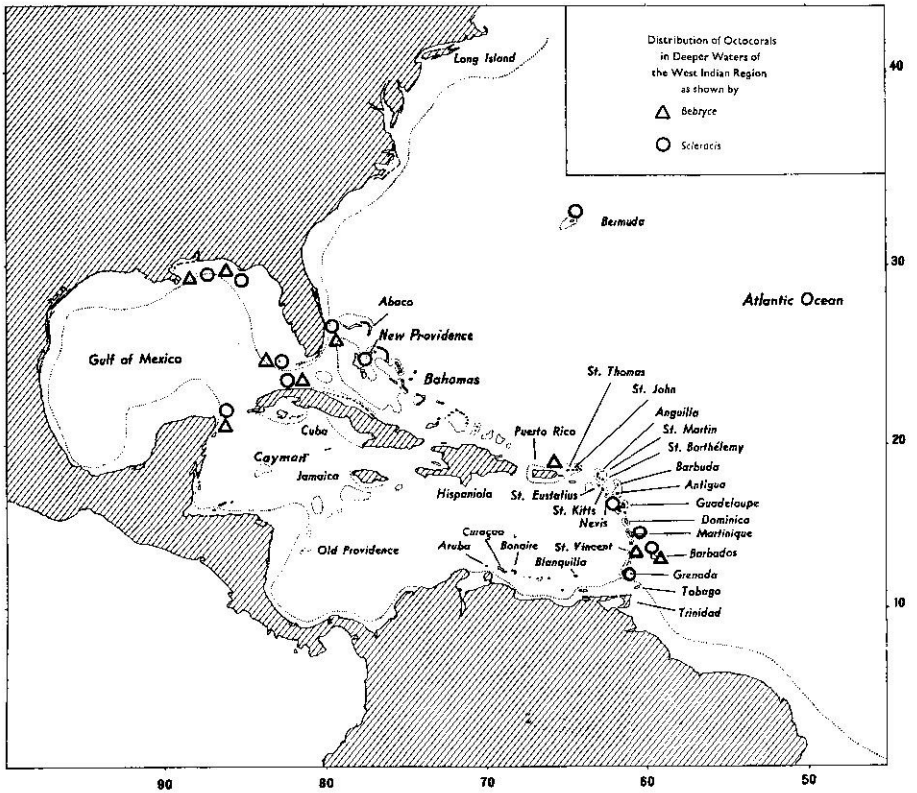 Distribution of Octocorals
in Deeper Waters of
the West Indian Region
as shown by
Bebryce
Scleracis
Long Island
40
Bermuda
30
Atlantic Ocean
Abaco
New Providence
Gulf of Mexico
Bahamas
St. Thomas
St. John
Anguilla
St. Martin
St. Barthélemy
20
Cuba
Puerto Rico
Cayman
Barbuda
Jamaica
Antigua
Hispaniola
St. Eustatius
St. Kitts
Nevis
Guadeloupe
Dominica
Martinique
Old Providence
Curaçao
Aruba
Bonaire
St. Vincent
Blanquilla
Barbados
Grenada
Tobago
Trinidad
10
90
80
70
60
50